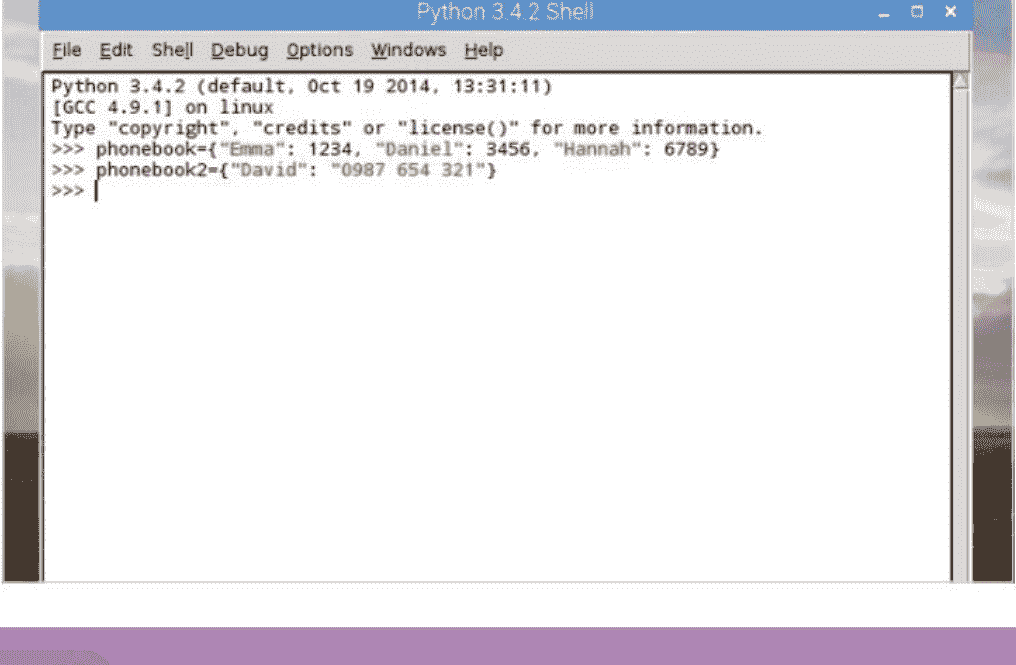 Python 3.4.2 Shell
File Edit Shell Debug Options Windows Help
Python 3.4.2 (default, Oct 19 2014, 13:31:11)
[GCC 4.9.1] on linux
Type "copyright", "credits" or "license()" for more information.
>>> phonebook={"Emma": 1234, "Daniel": 3456, "Hannah": 6789}
>>> phonebook2={"David": "0987 654 321"}
>>>